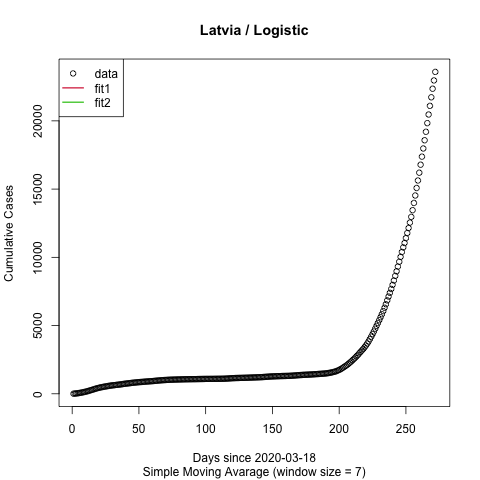 Latvia / Logistic
data
fit1
fit2
Cumulative Cases
20000
15000
10000
5000
0
0 50 100 150 200 250
Days since 2020-03-18
Simple Moving Avarage (window size = 7)